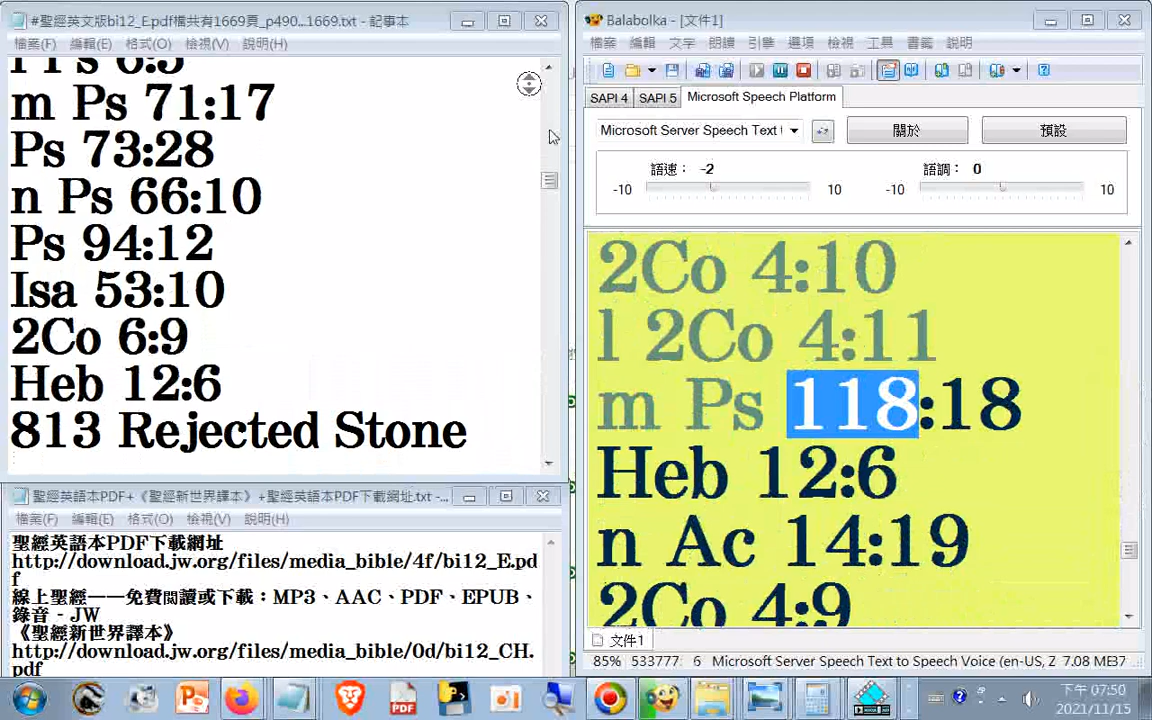 #聖經英文版bi12_E.pdf檔共有1669頁_p490...1669.txt - 記事本
檔案(F) 編輯(E) 格式(O) 檢視(V) 說明(H)
m Ps 71:17
Ps 73:28
n Ps 66:10
Ps 94:12
Isa 53:10
2Co 6:9
Heb 12:6
813 Rejected Stone
聖經英語本PDF+《聖經新世界譯本》+聖經英語本PDF下載網址.txt -...
檔案(F) 編輯(E) 格式(O) 檢視(V) 說明(H)
聖經英語本PDF下載網址
http://download.jw.org/files/media_bible/4f/bi12_E.pd
f
線上聖經——免費閱讀或下載：MP3、AAC、PDF、EPUB、
錄音 - JW
《聖經新世界譯本》
http://download.jw.org/files/media_bible/0d/bi12_CH.
pdf
Balabolka - [文件1]
檔案 編輯 文字 朗讀 引擎 選項 檢視 工具 書籤 說明
SAPI 4 SAPI 5 Microsoft Speech Platform
Microsoft Server Speech Text 關於 預設
語速： -2 語調： 0
-10 10 -10 10
2Co 4:10
l 2Co 4:11
m Ps 118:18
Heb 12:6
n Ac 14:19
2Co 4:9
文件1
85% 533777: 6 Microsoft Server Speech Text to Speech Voice (en-US, Z 7.08 ME37
下午 07:50
2021/11/15